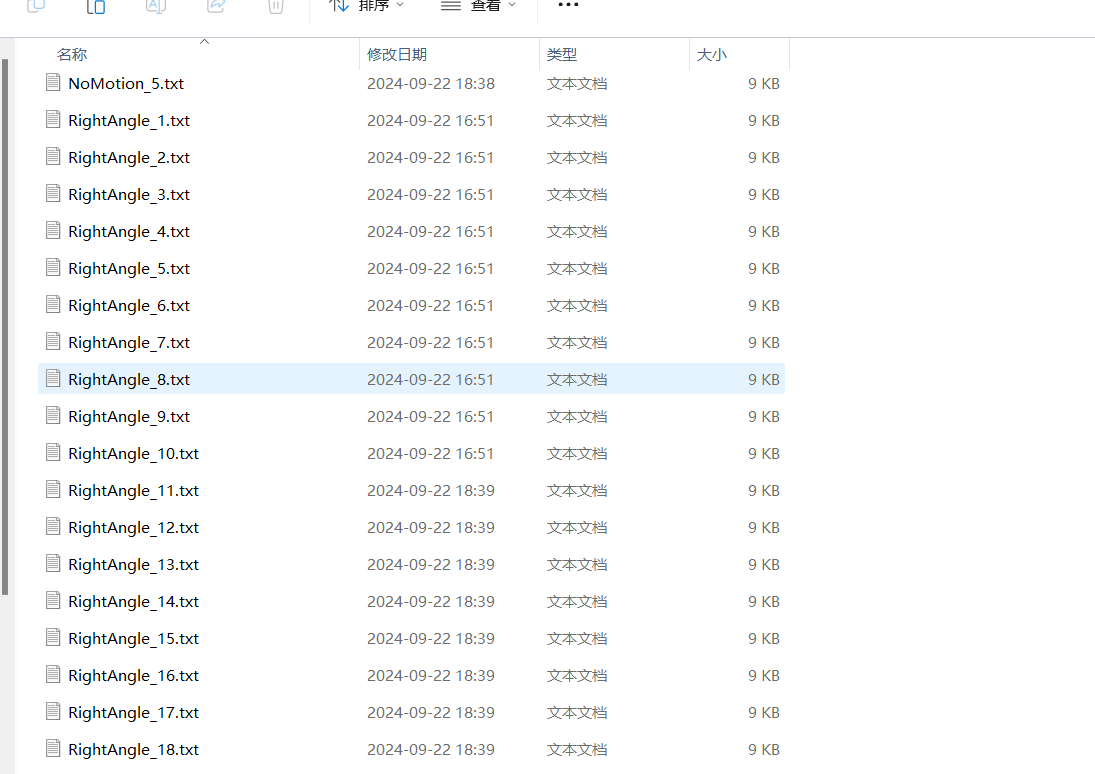 排序 查看
名称 修改日期 类型 大小
NoMotion_5.txt 2024-09-22 18:38 文本文档 9 KB
RightAngle_1.txt 2024-09-22 16:51 文本文档 9 KB
RightAngle_2.txt 2024-09-22 16:51 文本文档 9 KB
RightAngle_3.txt 2024-09-22 16:51 文本文档 9 KB
RightAngle_4.txt 2024-09-22 16:51 文本文档 9 KB
RightAngle_5.txt 2024-09-22 16:51 文本文档 9 KB
RightAngle_6.txt 2024-09-22 16:51 文本文档 9 KB
RightAngle_7.txt 2024-09-22 16:51 文本文档 9 KB
RightAngle_8.txt 2024-09-22 16:51 文本文档 9 KB
RightAngle_9.txt 2024-09-22 16:51 文本文档 9 KB
RightAngle_10.txt 2024-09-22 16:51 文本文档 9 KB
RightAngle_11.txt 2024-09-22 18:39 文本文档 9 KB
RightAngle_12.txt 2024-09-22 18:39 文本文档 9 KB
RightAngle_13.txt 2024-09-22 18:39 文本文档 9 KB
RightAngle_14.txt 2024-09-22 18:39 文本文档 9 KB
RightAngle_15.txt 2024-09-22 18:39 文本文档 9 KB
RightAngle_16.txt 2024-09-22 18:39 文本文档 9 KB
RightAngle_17.txt 2024-09-22 18:39 文本文档 9 KB
RightAngle_18.txt 2024-09-22 18:39 文本文档 9 KB